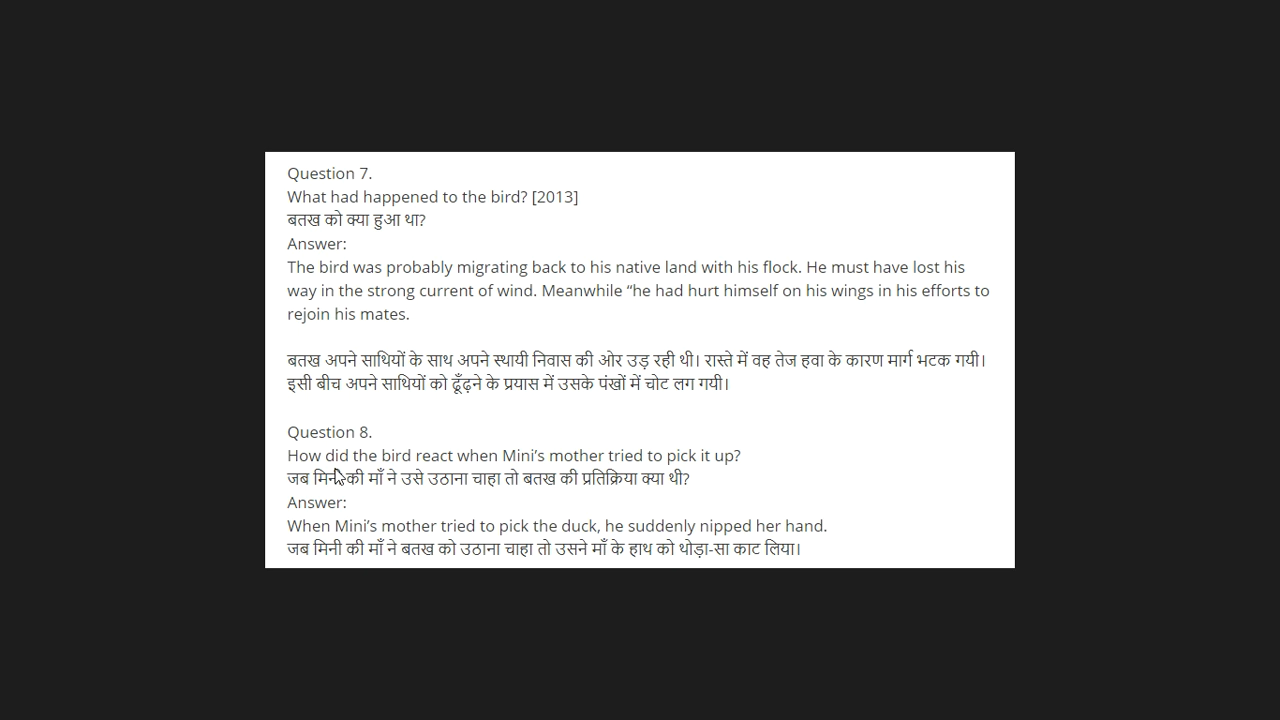 Question 7.
What had happened to the bird? [2013]
बतख को क्या हुआ था?
Answer:
The bird was probably migrating back to his native land with his flock. He must have lost his
way in the strong current of wind. Meanwhile “he had hurt himself on his wings in his efforts to
rejoin his mates.
बतख अपने साथियों के साथ अपने स्थायी निवास की ओर उड़ रही थी। रास्ते में वह तेज हवा के कारण मार्ग भटक गयी।
इसी बीच अपने साथियों को ढूँढ़ने के प्रयास में उसके पंखों में चोट लग गयी।
Question 8.
How did the bird react when Mini’s mother tried to pick it up?
जब मिनी की माँ ने उसे उठाना चाहा तो बतख की प्रतिक्रिया क्या थी?
Answer:
When Mini’s mother tried to pick the duck, he suddenly nipped her hand.
जब मिनी की माँ ने बतख को उठाना चाहा तो उसने माँ के हाथ को थोड़ा-सा काट लिया।